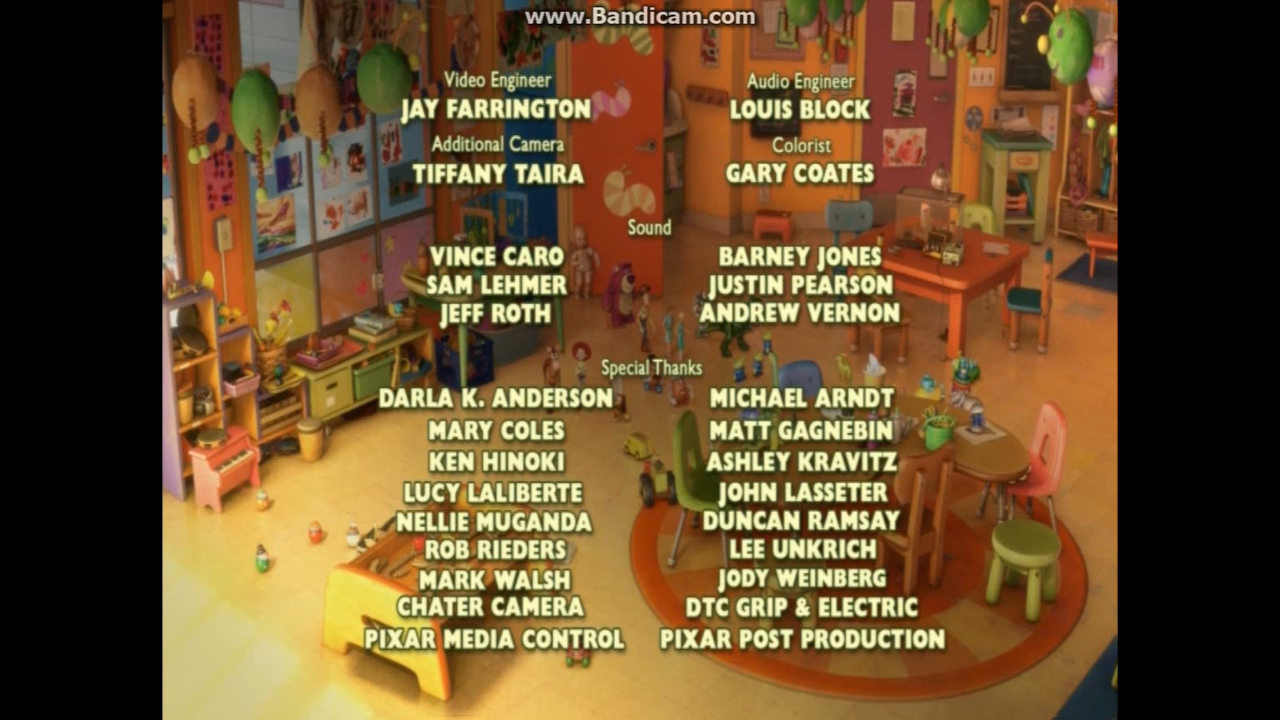 www.Bandicam.com
Video Engineer
JAY FARRINGTON
Audio Engineer
LOUIS BLOCK
Additional Camera
TIFFANY TAIRA
Colorist
GARY COATES
Sound
VINCE CARO BARNEY JONES
SAM LEHMER JUSTIN PEARSON
JEFF ROTH ANDREW VERNON
Special Thanks
DARLA K. ANDERSON MICHAEL ARNDT
MARY COLES MATT GAGNEBIN
KEN HINOKI ASHLEY KRAVITZ
LUCY LALIBERTE JOHN LASSETER
NELLIE MUGANDA DUNCAN RAMSAY
ROB RIEDERS LEE UNKRICH
MARK WALSH JODY WEINBERG
CHATER CAMERA DTC GRIP & ELECTRIC
PIXAR MEDIA CONTROL PIXAR POST PRODUCTION